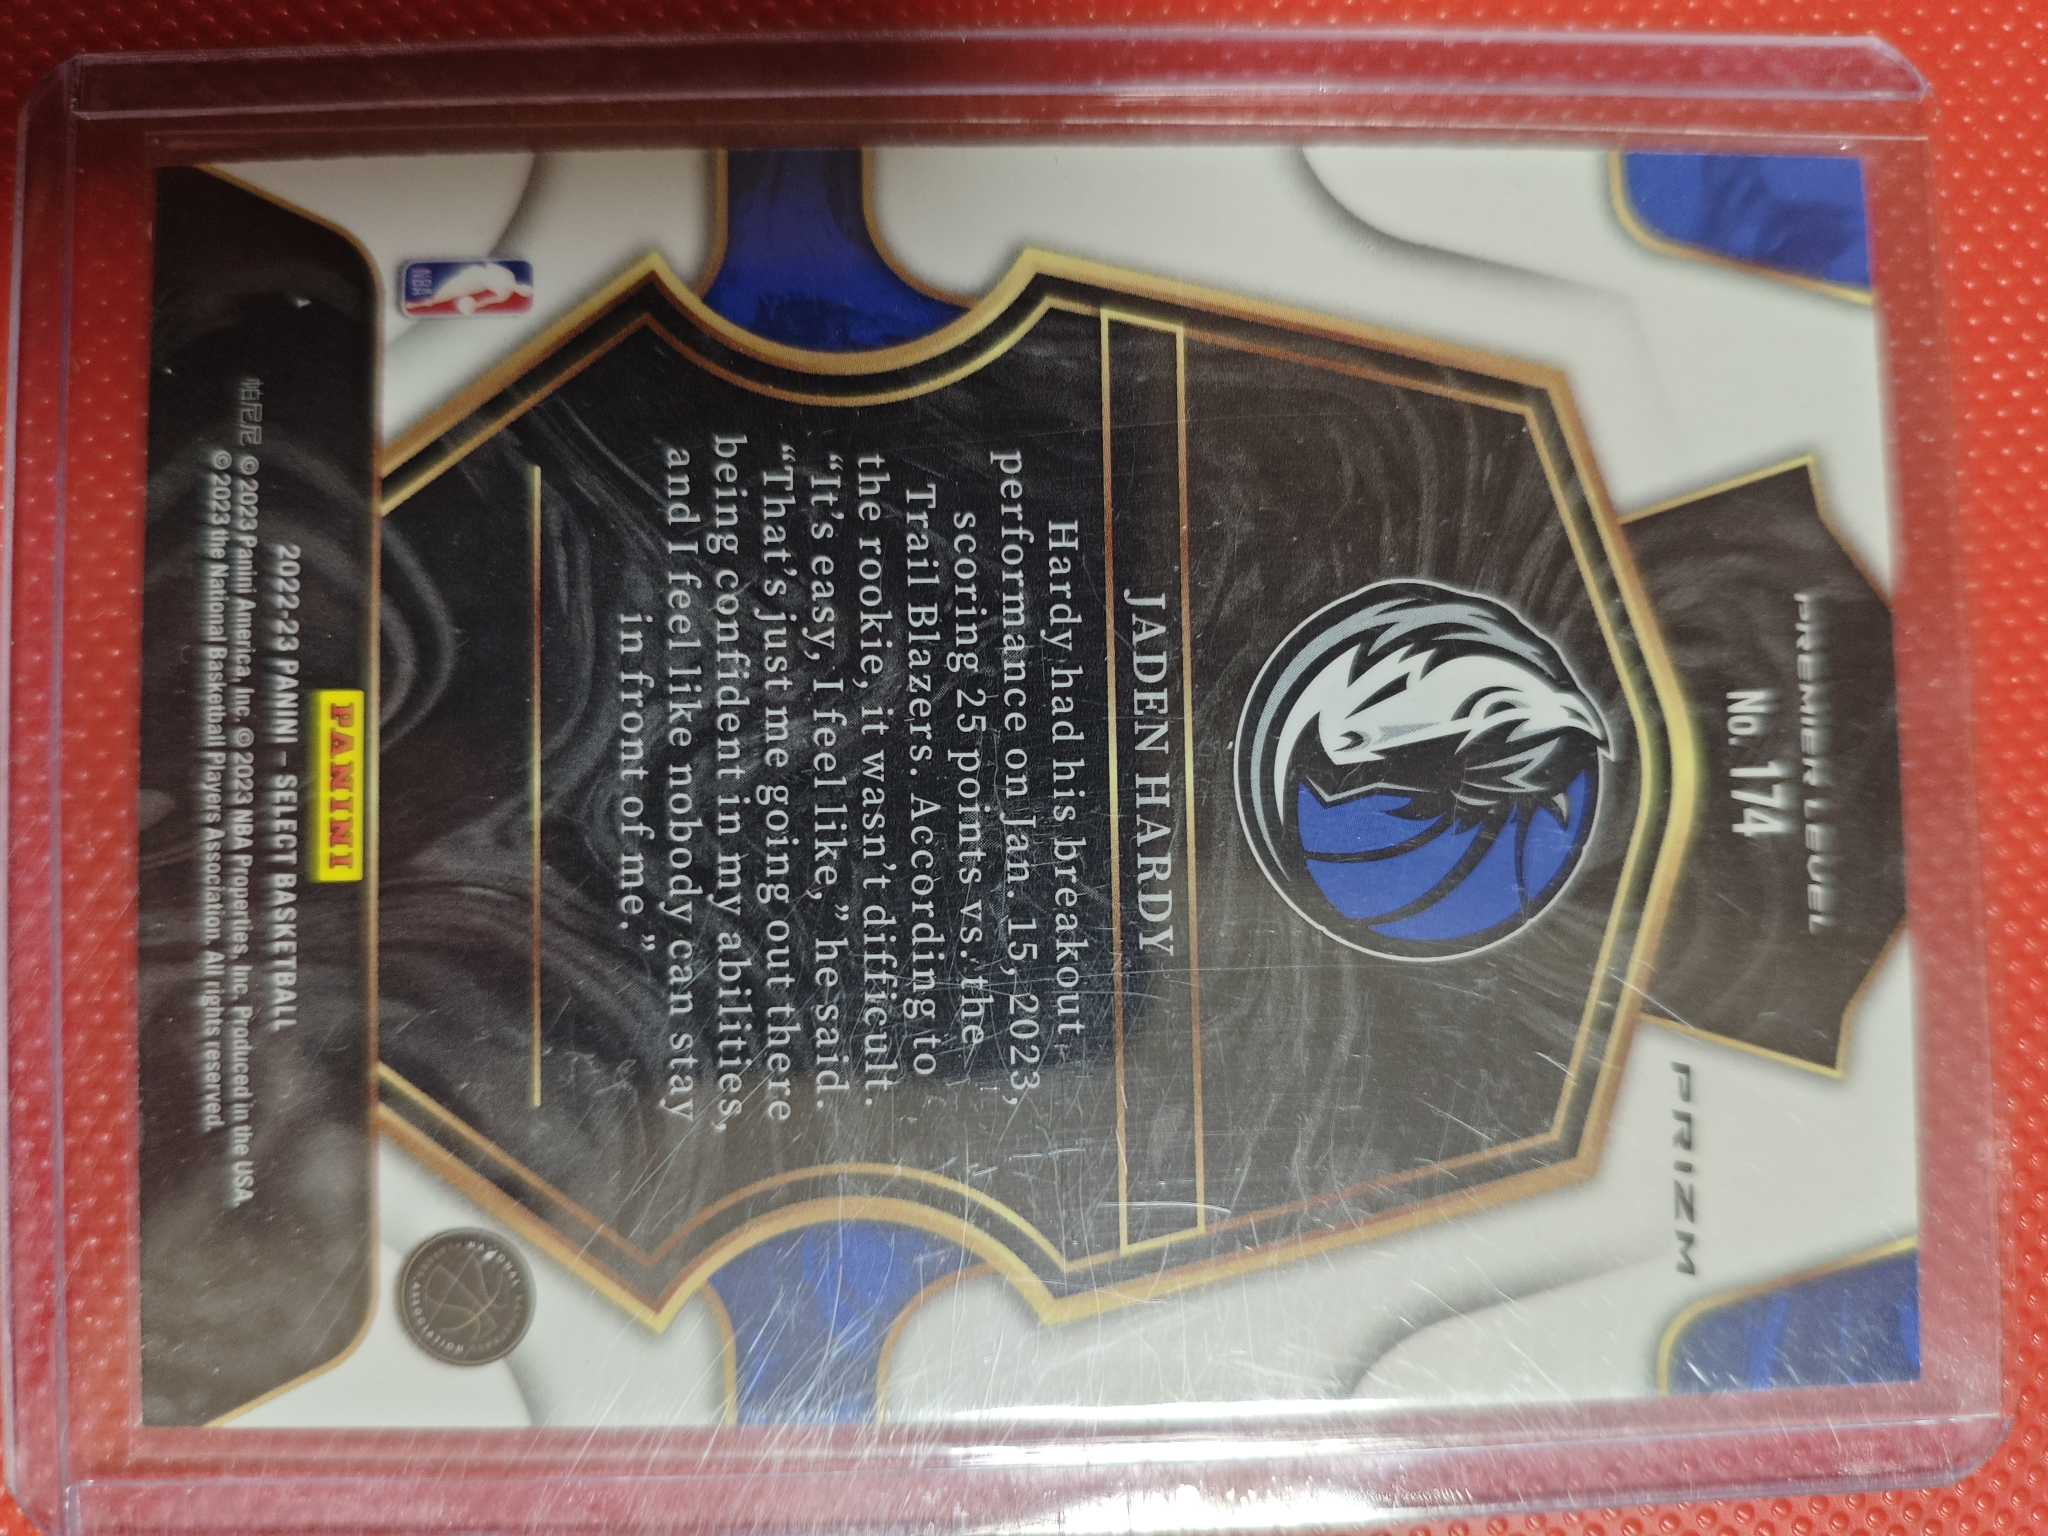 PREMIER LEVEL
No. 174
PRIZM
JADEN HARDY
Hardy had his breakout
performance on Jan. 15, 2023,
scoring 25 points vs. the
Trail Blazers. According to
the rookie, it wasn't difficult.
“It's easy, I feel like,” he said.
“That's just me going out there
being confident in my abilities,
and I feel like nobody can stay
in front of me.”
NBA
PANINI
2022-23 PANINI – SELECT BASKETBALL
帕尼尼 © 2023 Panini America, Inc. © 2023 NBA Properties, Inc. Produced in the USA.
© 2023 the National Basketball Players Association. All rights reserved.